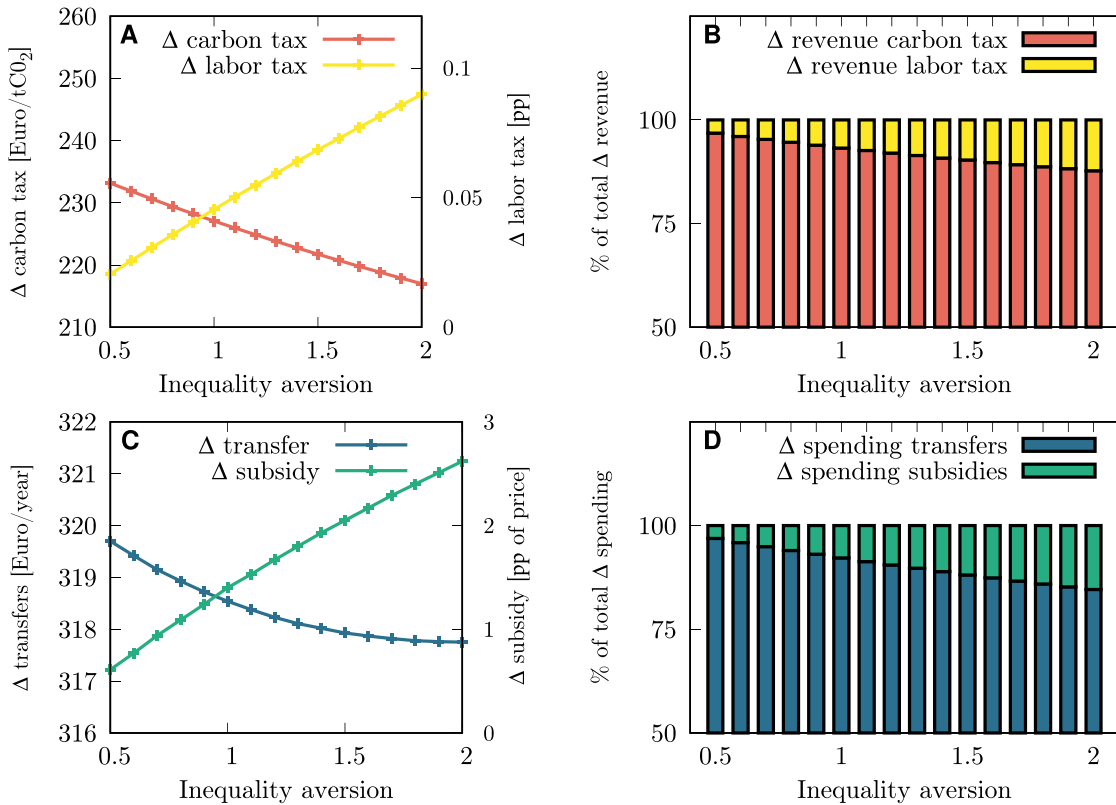 A
Δ carbon tax
Δ labor tax
Δ carbon tax [Euro/tC0₂]
260
250
240
230
220
210
Δ labor tax [pp]
0.1
0.05
0
0.5 1 1.5 2
Inequality aversion
B
Δ revenue carbon tax
Δ revenue labor tax
% of total Δ revenue
100
75
50
0.5 1 1.5 2
Inequality aversion
C
Δ transfer
Δ subsidy
Δ transfers [Euro/year]
322
321
320
319
318
317
316
Δ subsidy [pp of price]
3
2
1
0
0.5 1 1.5 2
Inequality aversion
D
Δ spending transfers
Δ spending subsidies
% of total Δ spending
100
75
50
0.5 1 1.5 2
Inequality aversion